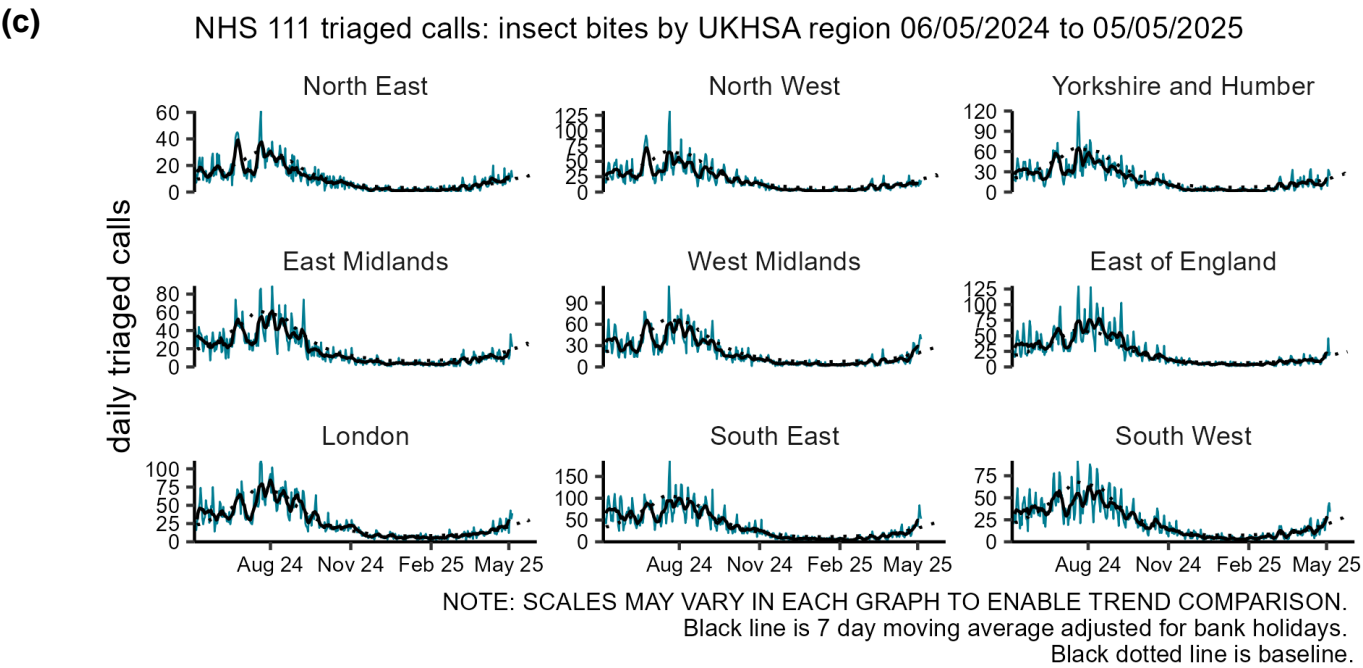 (c)
NHS 111 triaged calls: insect bites by UKHSA region 06/05/2024 to 05/05/2025
daily triaged calls
North East
60
40
20
0
North West
125
100
75
50
25
0
Yorkshire and Humber
120
90
60
30
0
East Midlands
80
60
40
20
0
West Midlands
90
60
30
0
East of England
125
100
75
50
25
0
London
100
75
50
25
0
Aug 24 Nov 24 Feb 25 May 25
South East
150
100
50
0
Aug 24 Nov 24 Feb 25 May 25
South West
75
50
25
0
Aug 24 Nov 24 Feb 25 May 25
NOTE: SCALES MAY VARY IN EACH GRAPH TO ENABLE TREND COMPARISON.
Black line is 7 day moving average adjusted for bank holidays.
Black dotted line is baseline.